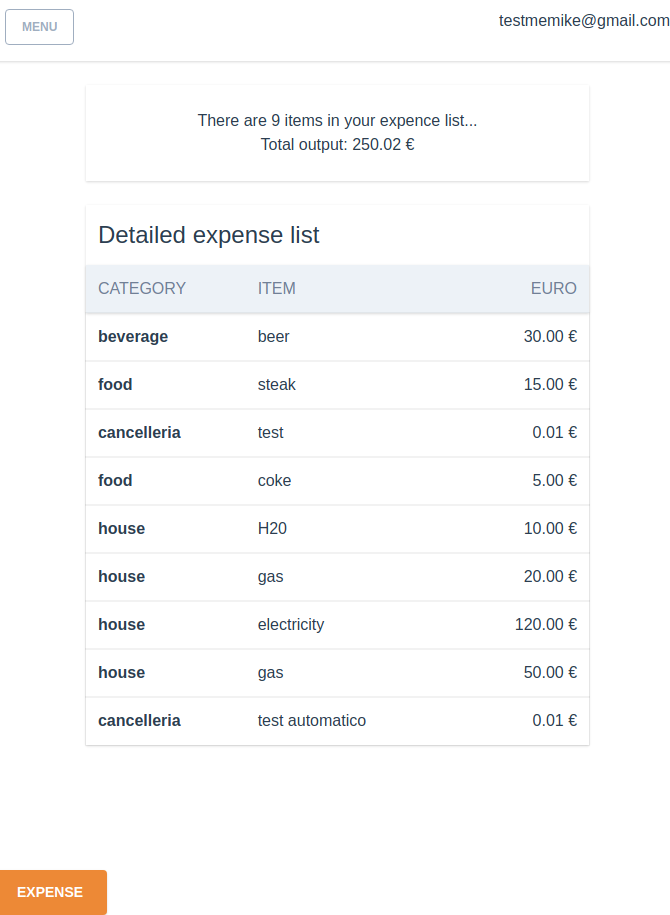 MENU
testmemike@gmail.com
There are 9 items in your expence list...
Total output: 250.02 €
Detailed expense list
CATEGORY ITEM EURO
beverage beer 30.00 €
food steak 15.00 €
cancelleria test 0.01 €
food coke 5.00 €
house H20 10.00 €
house gas 20.00 €
house electricity 120.00 €
house gas 50.00 €
cancelleria test automatico 0.01 €
EXPENSE